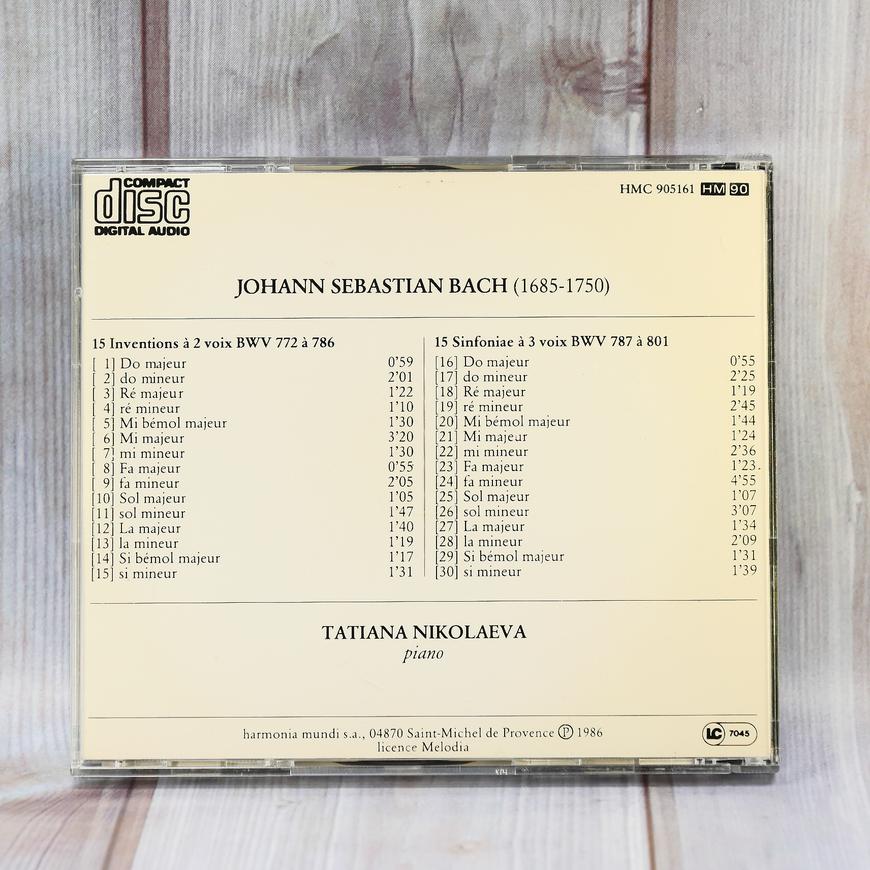 COMPACT
disc
DIGITAL AUDIO
HMC 905161 HM 90
JOHANN SEBASTIAN BACH (1685-1750)
15 Inventions à 2 voix BWV 772 à 786
[ 1] Do majeur 0'59
[ 2] do mineur 2'01
[ 3] Ré majeur 1'22
[ 4] ré mineur 1'10
[ 5] Mi bémol majeur 1'30
[ 6] Mi majeur 3'20
[ 7] mi mineur 1'30
[ 8] Fa majeur 0'55
[ 9] fa mineur 2'05
[10] Sol majeur 1'05
[11] sol mineur 1'47
[12] La majeur 1'40
[13] la mineur 1'19
[14] Si bémol majeur 1'17
[15] si mineur 1'31
15 Sinfoniae à 3 voix BWV 787 à 801
[16] Do majeur 0'55
[17] do mineur 2'25
[18] Ré majeur 1'19
[19] ré mineur 2'45
[20] Mi bémol majeur 1'44
[21] Mi majeur 1'24
[22] mi mineur 2'36
[23] Fa majeur 1'23.
[24] fa mineur 4'55
[25] Sol majeur 1'07
[26] sol mineur 3'07
[27] La majeur 1'34
[28] la mineur 2'09
[29] Si bémol majeur 1'31
[30] si mineur 1'39
TATIANA NIKOLAEVA
piano
harmonia mundi s.a., 04870 Saint-Michel de Provence Ⓟ 1986
licence Melodia
LC 7045